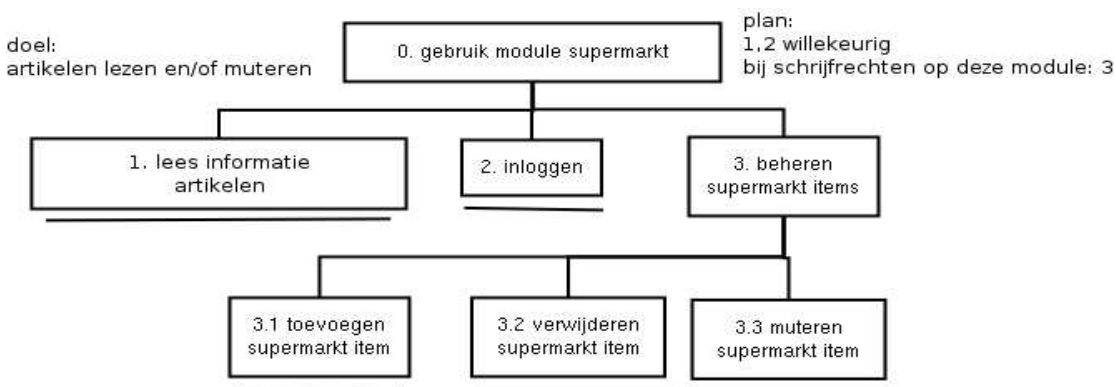 doel:
artikelen lezen en/of muteren
0. gebruik module supermarkt
plan:
1,2 willekeurig
bij schrijfrechten op deze module: 3
1. lees informatie
artikelen
2. inloggen
3. beheren
supermarkt items
3.1 toevoegen
supermarkt item
3.2 verwijderen
supermarkt item
3.3 muteren
supermarkt item